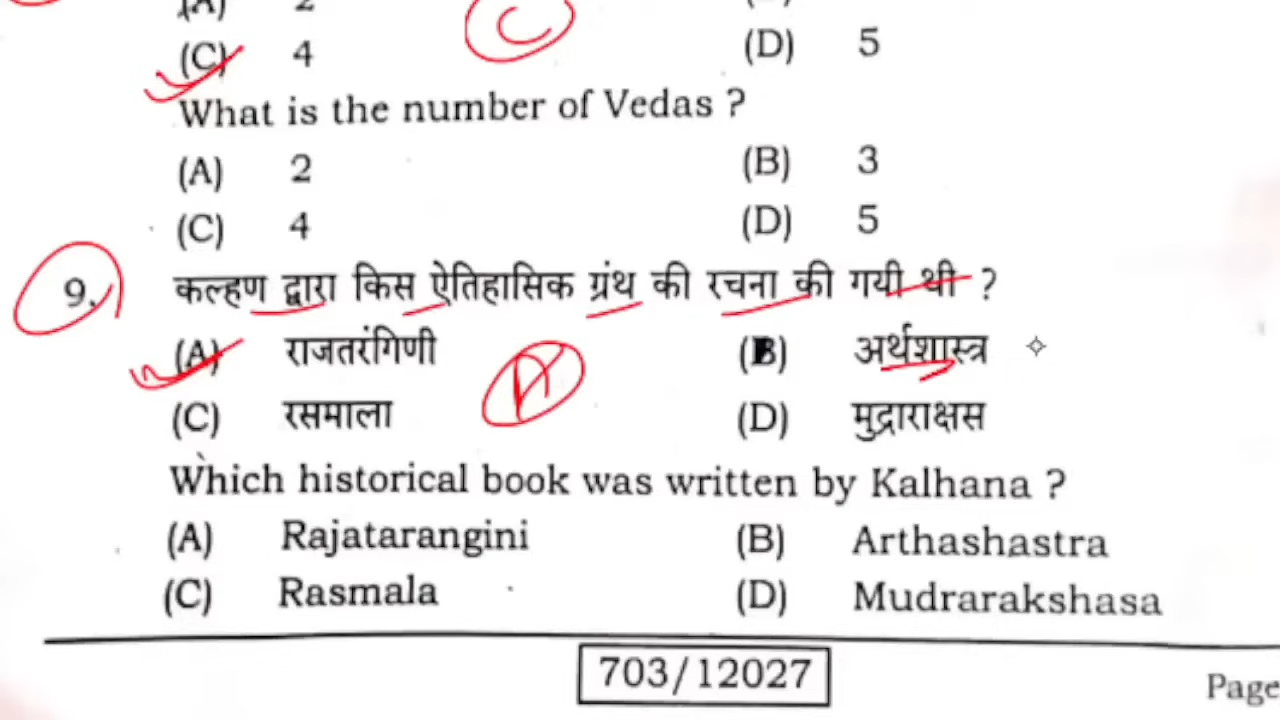 (A) 2
(C) 4 C (D) 5
What is the number of Vedas ?
(A) 2 (B) 3
(C) 4 (D) 5
9. कल्हण द्वारा किस ऐतिहासिक ग्रंथ की रचना की गयी थी ?
(A) राजतरंगिणी A (B) अर्थशास्त्र
(C) रसमाला (D) मुद्राराक्षस
Which historical book was written by Kalhana ?
(A) Rajatarangini (B) Arthashastra
(C) Rasmala (D) Mudrarakshasa
703/12027 Page